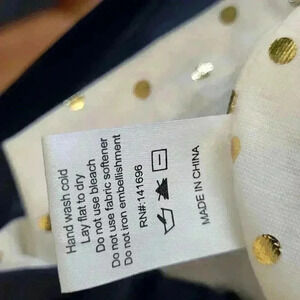 Hand wash cold
Lay flat to dry
Do not use bleach
Do not use fabric softener
Do not iron embellishment
RN#:141696
MADE IN CHINA